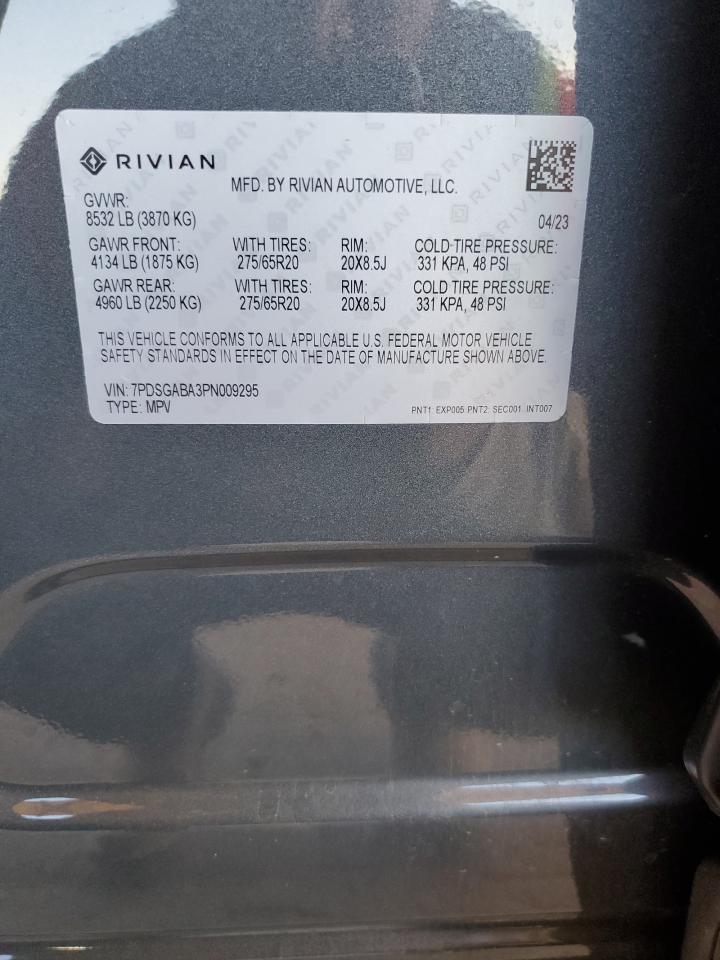 RIVIAN
MFD. BY RIVIAN AUTOMOTIVE, LLC.
GVWR:
8532 LB (3870 KG)
04/23
GAWR FRONT: WITH TIRES: RIM: COLD TIRE PRESSURE:
4134 LB (1875 KG) 275/65R20 20X8.5J 331 KPA, 48 PSI
GAWR REAR: WITH TIRES: RIM: COLD TIRE PRESSURE:
4960 LB (2250 KG) 275/65R20 20X8.5J 331 KPA, 48 PSI
THIS VEHICLE CONFORMS TO ALL APPLICABLE U.S. FEDERAL MOTOR VEHICLE
SAFETY STANDARDS IN EFFECT ON THE DATE OF MANUFACTURE SHOWN ABOVE.
VIN: 7PDSGABA3PN009295
TYPE: MPV
PNT1: EXP005 PNT2: SEC001 INT007